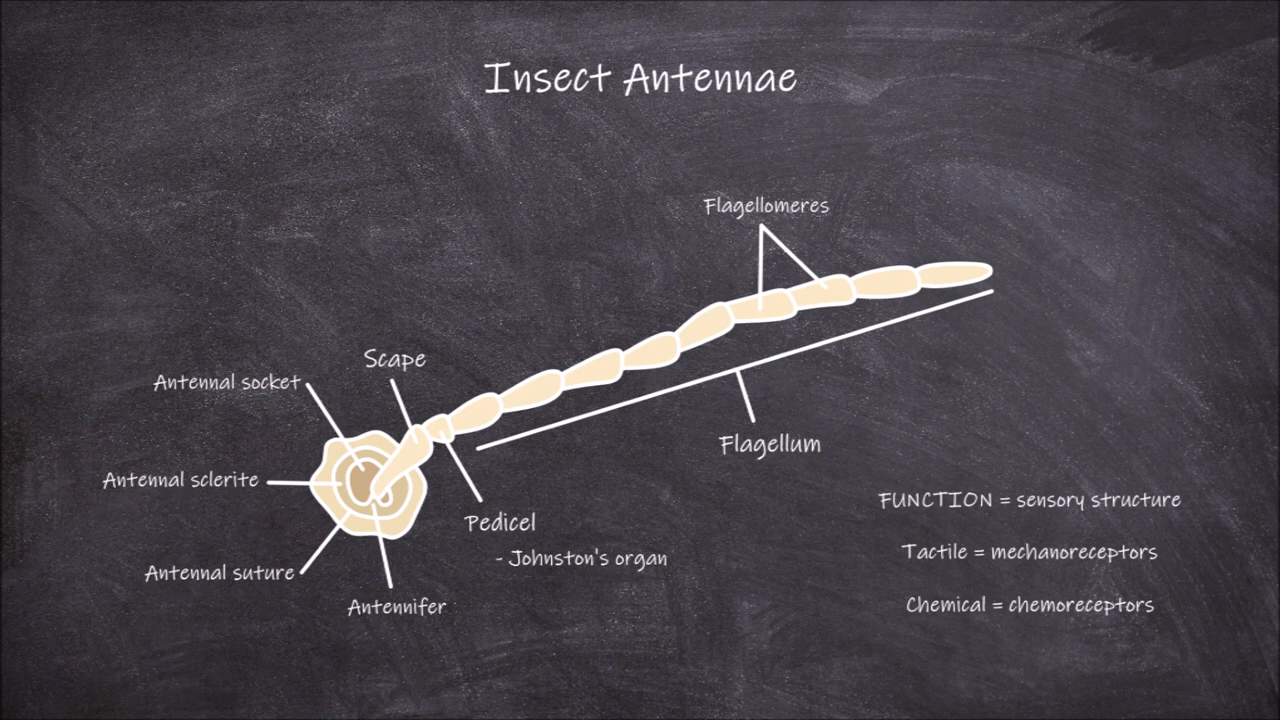 Insect Antennae
Flagellomeres
Scape
Antennal socket
Flagellum
Antennal sclerite
Pedicel
- Johnston's organ
Antennal suture
Antennifer
FUNCTION = sensory structure
Tactile = mechanoreceptors
Chemical = chemoreceptors